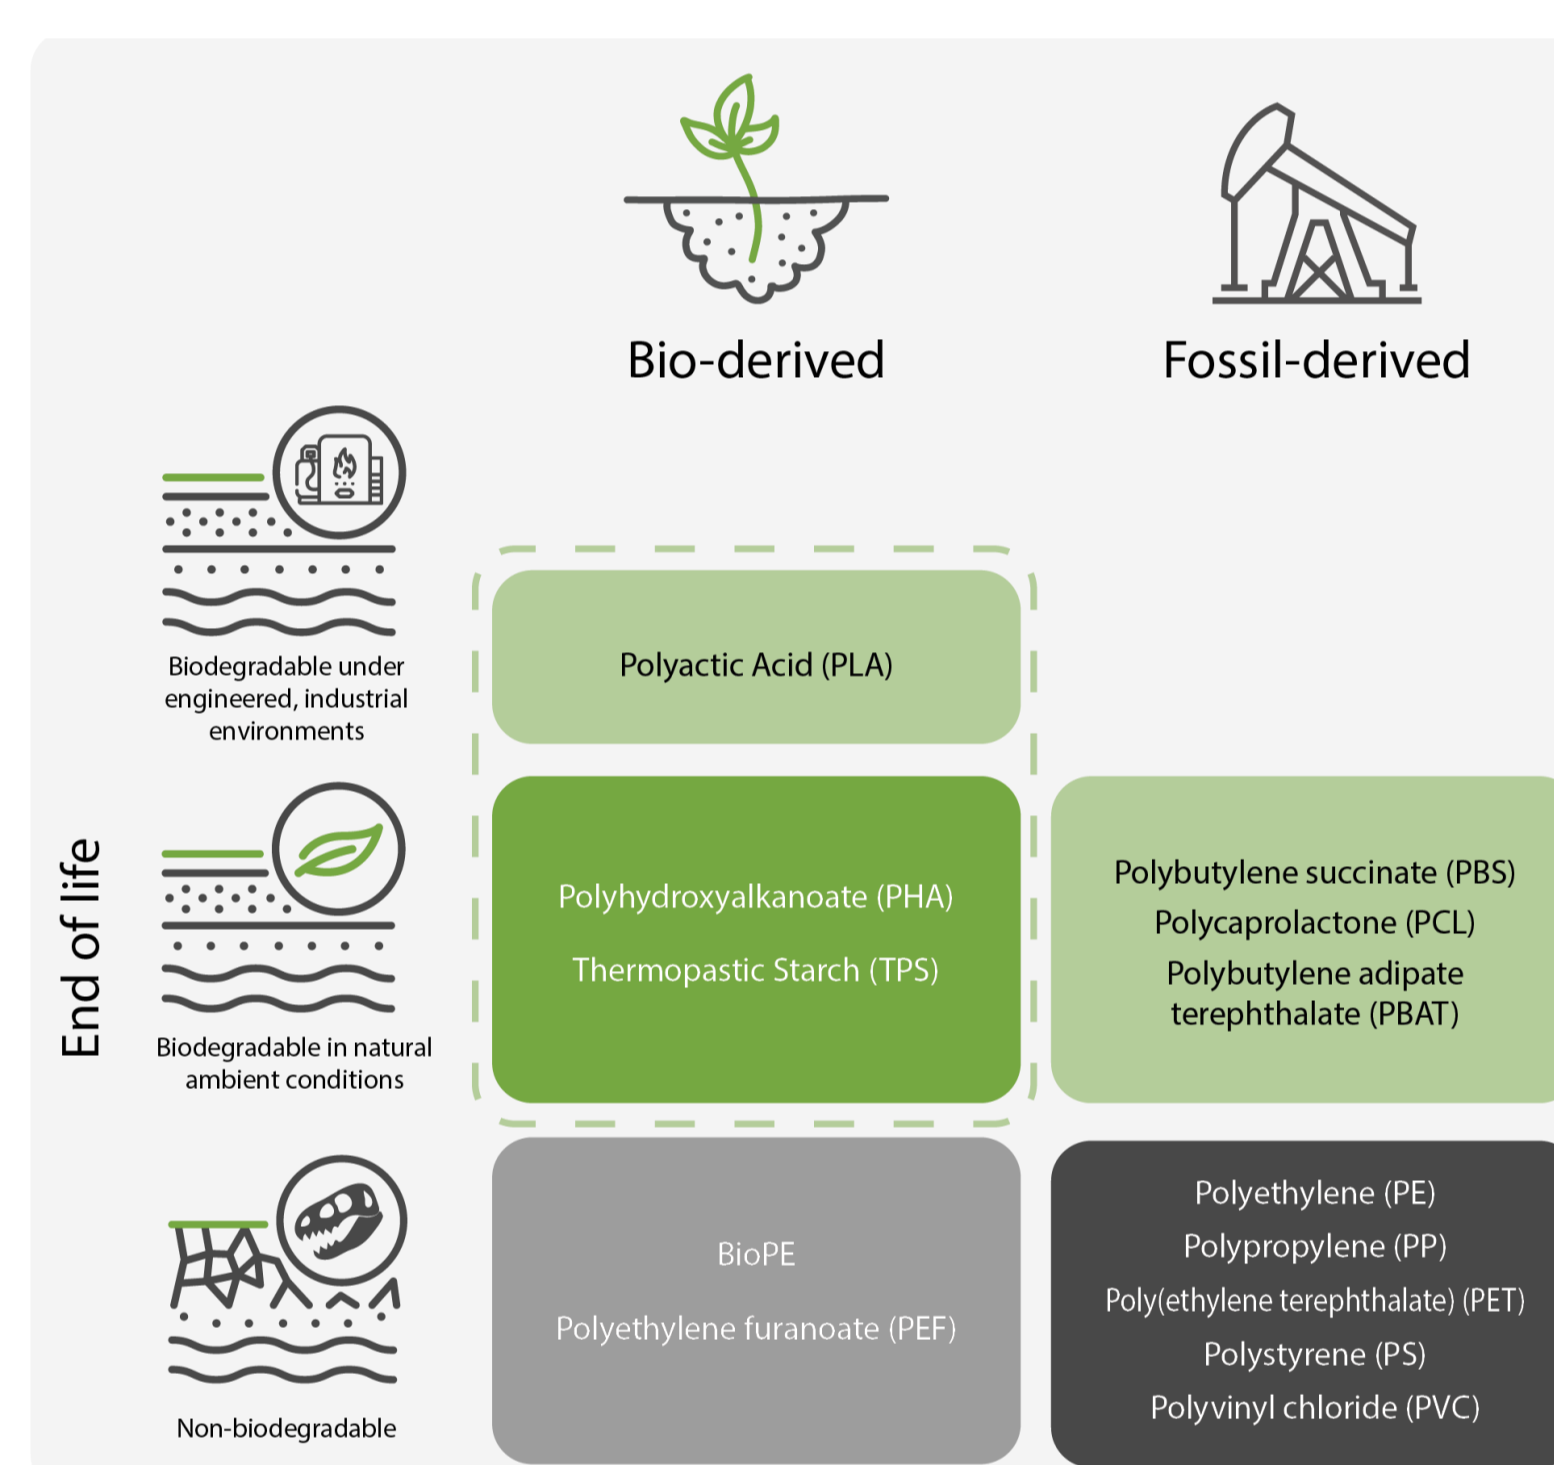 Bio-derived
Fossil-derived
End of life
Biodegradable under
engineered, industrial
environments
Polyactic Acid (PLA)
Biodegradable in natural
ambient conditions
Polyhydroxyalkanoate (PHA)
Thermopastic Starch (TPS)
Polybutylene succinate (PBS)
Polycaprolactone (PCL)
Polybutylene adipate
terephthalate (PBAT)
Non-biodegradable
BioPE
Polyethylene furanoate (PEF)
Polyethylene (PE)
Polypropylene (PP)
Poly(ethylene terephthalate) (PET)
Polystyrene (PS)
Polyvinyl chloride (PVC)